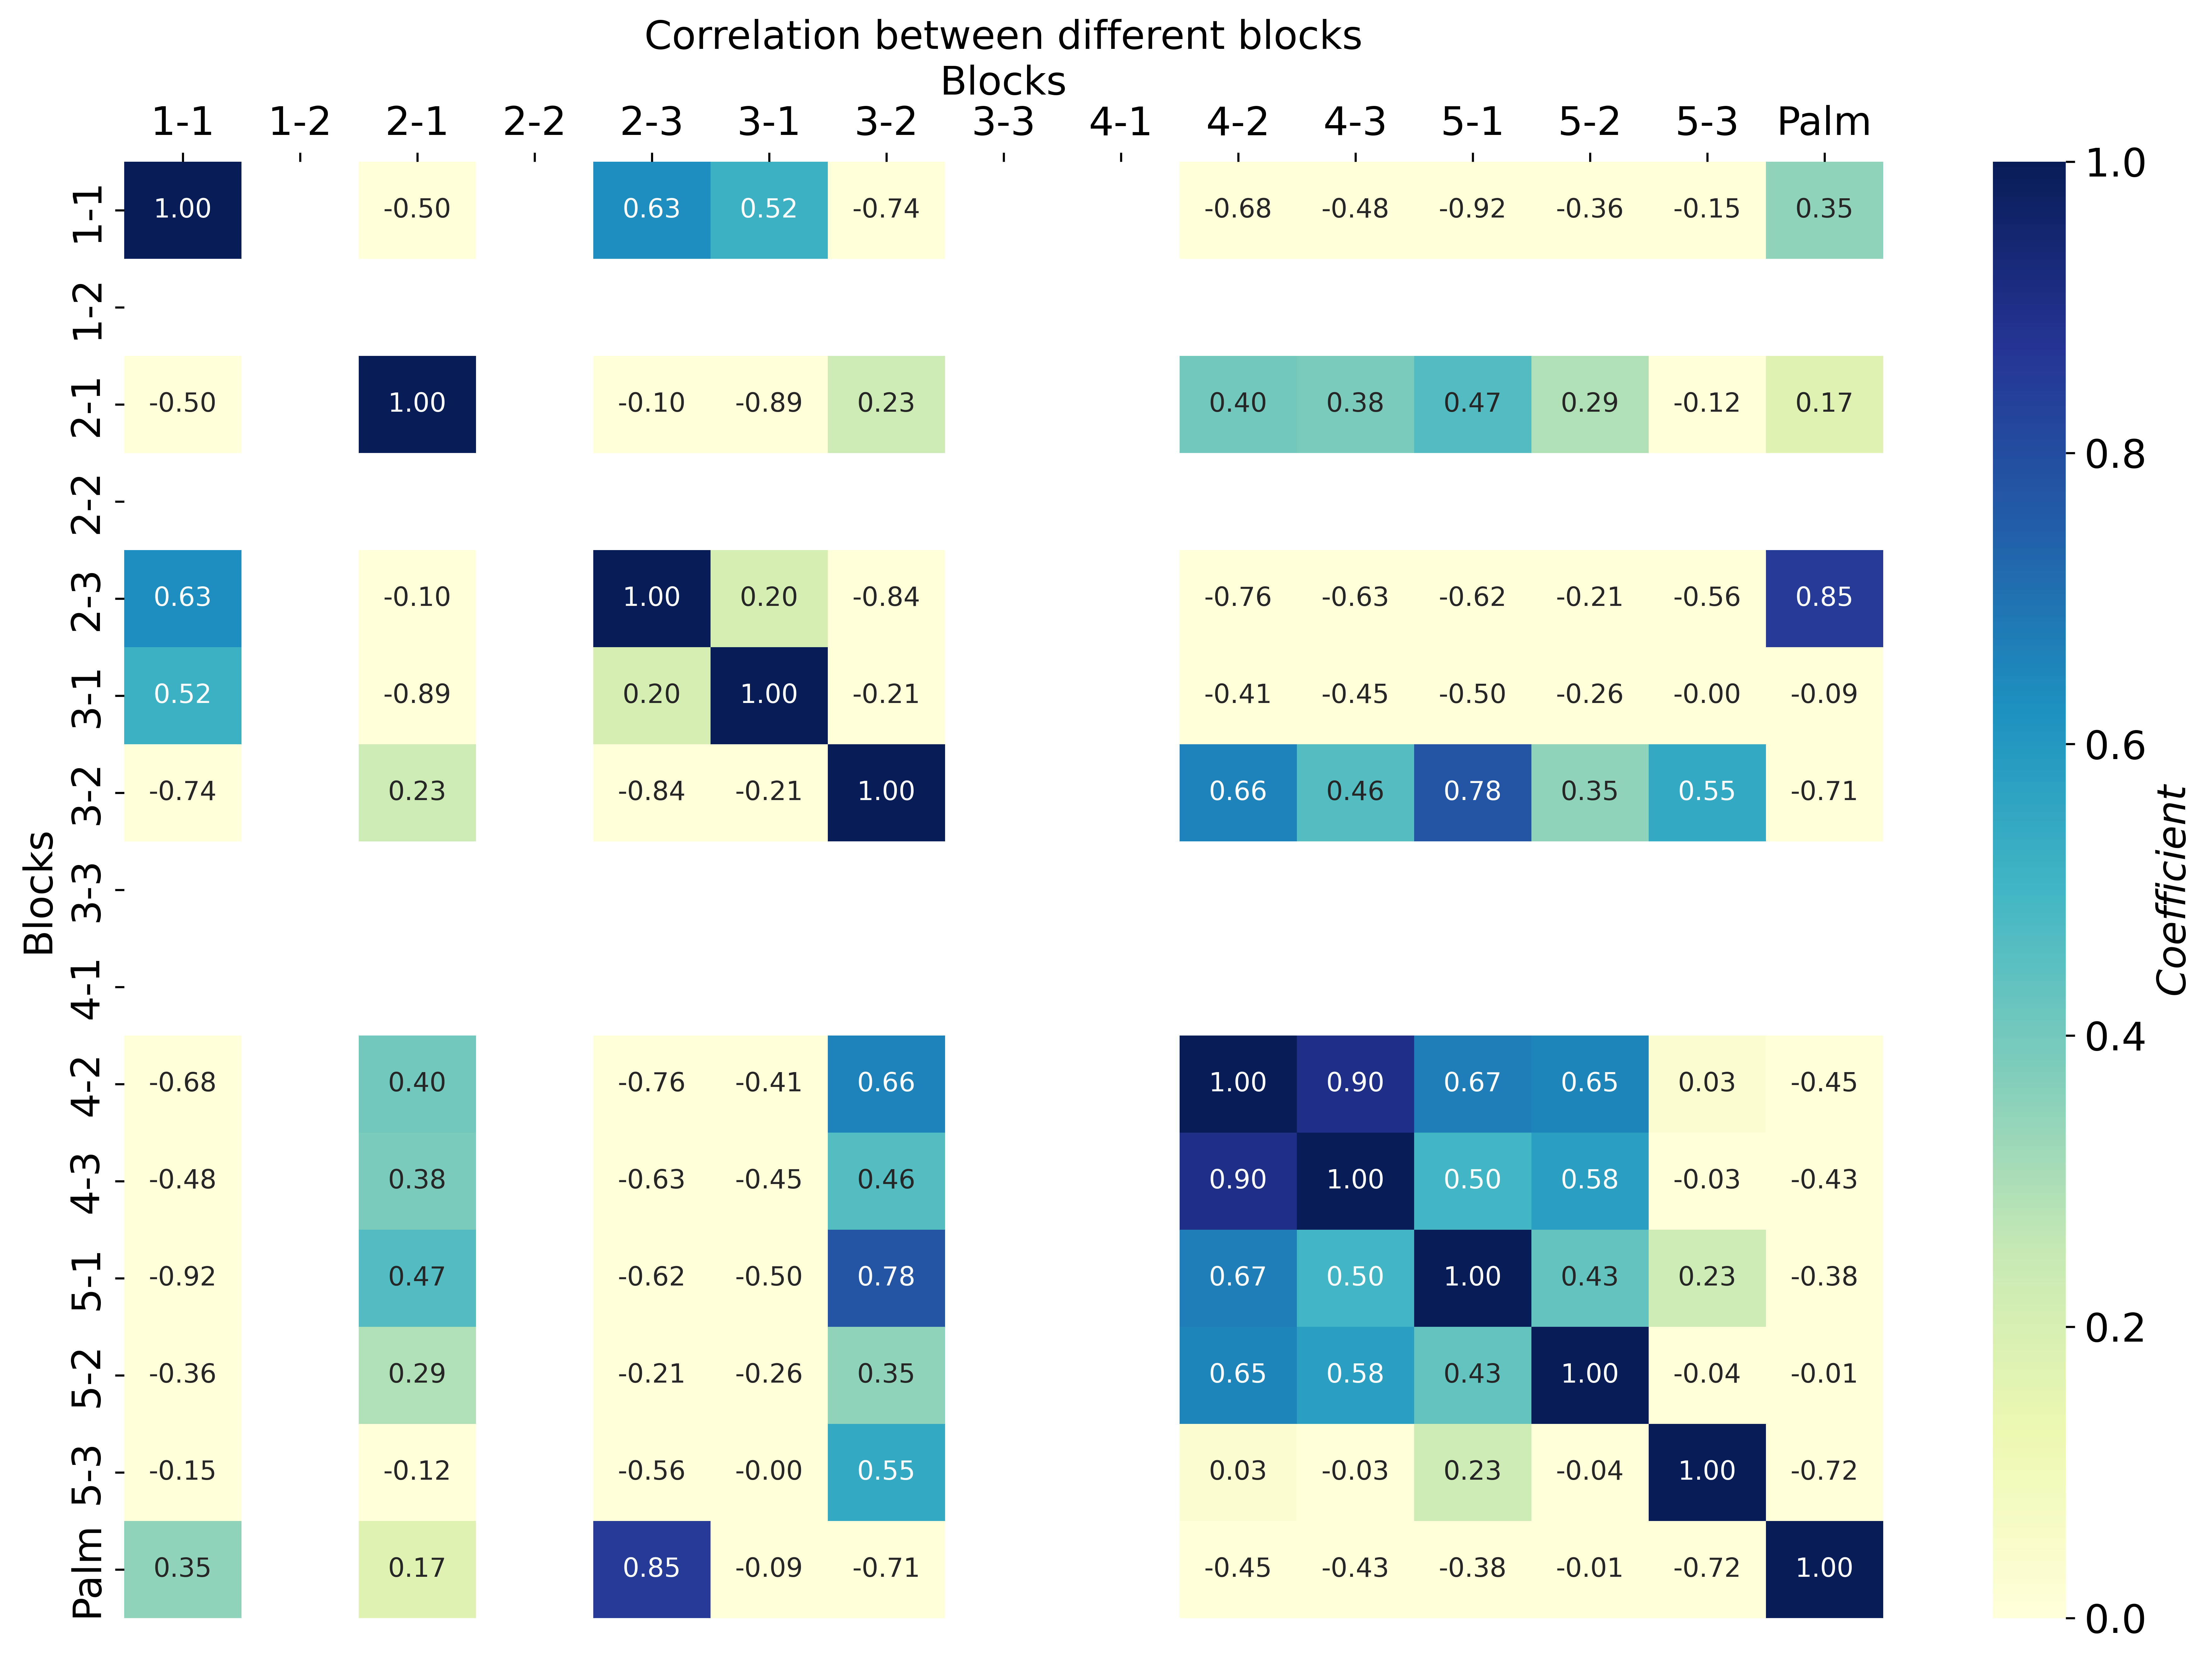 Correlation between different blocks
Blocks
1-1 1-2 2-1 2-2 2-3 3-1 3-2 3-3 4-1 4-2 4-3 5-1 5-2 5-3 Palm
1-1 1.00 -0.50 0.63 0.52 -0.74 -0.68 -0.48 -0.92 -0.36 -0.15 0.35
1-2
2-1 -0.50 1.00 -0.10 -0.89 0.23 0.40 0.38 0.47 0.29 -0.12 0.17
2-2
2-3 0.63 -0.10 1.00 0.20 -0.84 -0.76 -0.63 -0.62 -0.21 -0.56 0.85
3-1 0.52 -0.89 0.20 1.00 -0.21 -0.41 -0.45 -0.50 -0.26 -0.00 -0.09
3-2 -0.74 0.23 -0.84 -0.21 1.00 0.66 0.46 0.78 0.35 0.55 -0.71
3-3
4-1
4-2 -0.68 0.40 -0.76 -0.41 0.66 1.00 0.90 0.67 0.65 0.03 -0.45
4-3 -0.48 0.38 -0.63 -0.45 0.46 0.90 1.00 0.50 0.58 -0.03 -0.43
5-1 -0.92 0.47 -0.62 -0.50 0.78 0.67 0.50 1.00 0.43 0.23 -0.38
5-2 -0.36 0.29 -0.21 -0.26 0.35 0.65 0.58 0.43 1.00 -0.04 -0.01
5-3 -0.15 -0.12 -0.56 -0.00 0.55 0.03 -0.03 0.23 -0.04 1.00 -0.72
Palm 0.35 0.17 0.85 -0.09 -0.71 -0.45 -0.43 -0.38 -0.01 -0.72 1.00
Blocks
1.0
0.8
0.6
0.4
0.2
0.0
Coefficient